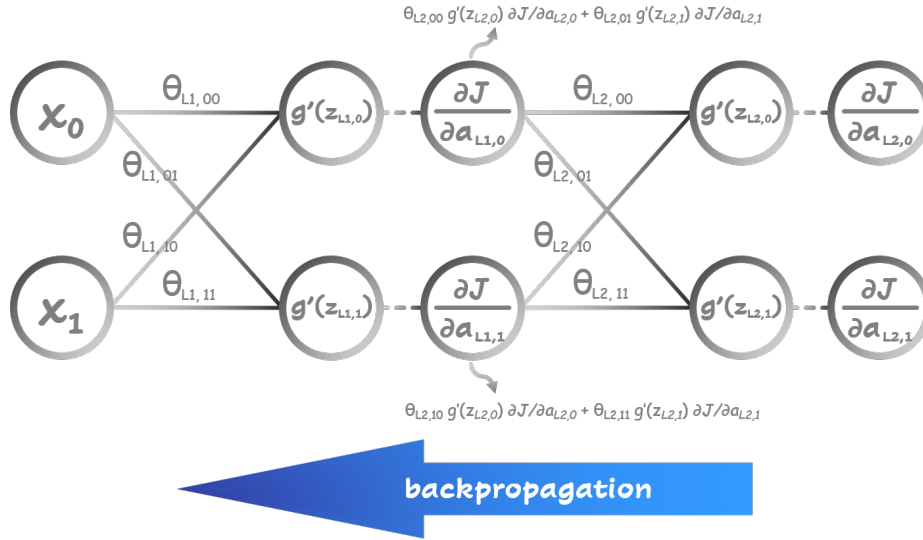 θL2,00 g'(zL2,0) ∂J/∂aL2,0 + θL2,01 g'(zL2,1) ∂J/∂aL2,1
x0
θL1, 00
g'(zL1,0)
∂J
∂aL1,0
θL2, 00
g'(zL2,0)
∂J
∂aL2,0
θL1, 01
θL2, 01
θL1, 10
θL2, 10
x1
θL1, 11
g'(zL1,1)
∂J
∂aL1,1
θL2, 11
g'(zL2,1)
∂J
∂aL2,1
θL2,10 g'(zL2,0) ∂J/∂aL2,0 + θL2,11 g'(zL2,1) ∂J/∂aL2,1
backpropagation